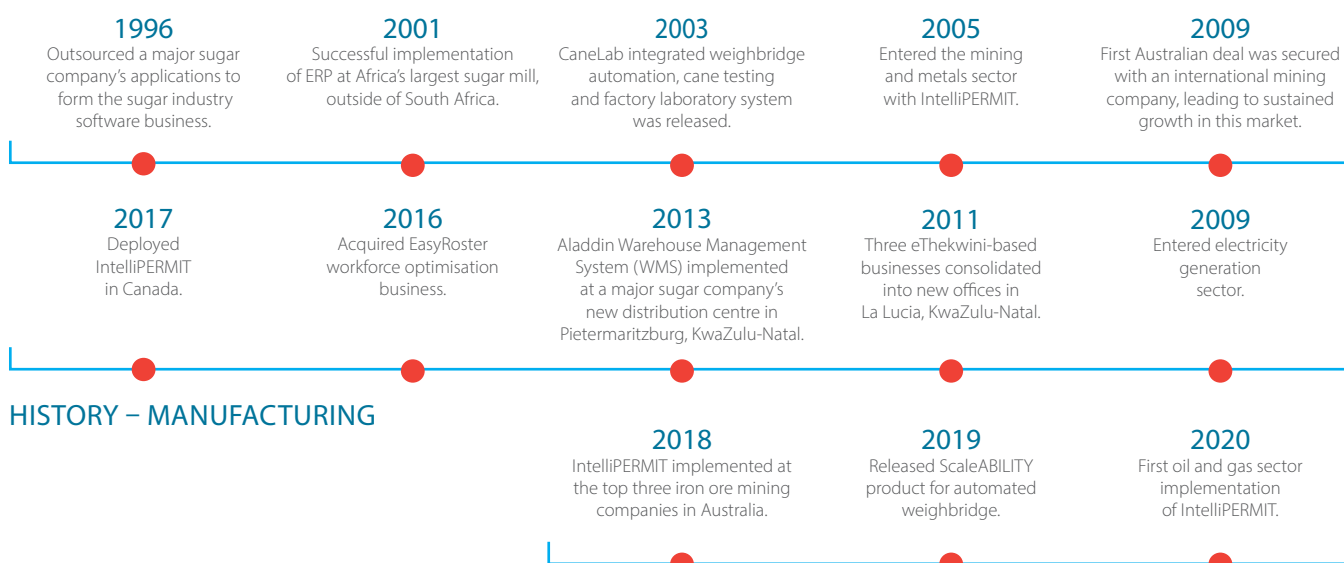 1996
Outsourced a major sugar
company's applications to
form the sugar industry
software business.
2001
Successful implementation
of ERP at Africa's largest sugar mill,
outside of South Africa.
2003
CaneLab integrated weighbridge
automation, cane testing
and factory laboratory system
was released.
2005
Entered the mining
and metals sector
with IntelliPERMIT.
2009
First Australian deal was secured
with an international mining
company, leading to sustained
growth in this market.
2017
Deployed
IntelliPERMIT
in Canada.
2016
Acquired EasyRoster
workforce optimisation
business.
2013
Aladdin Warehouse Management
System (WMS) implemented
at a major sugar company's
new distribution centre in
Pietermaritzburg, KwaZulu-Natal.
2011
Three eThekwini-based
businesses consolidated
into new offices in
La Lucia, KwaZulu-Natal.
2009
Entered electricity
generation
sector.
HISTORY – MANUFACTURING
2018
IntelliPERMIT implemented at
the top three iron ore mining
companies in Australia.
2019
Released ScaleABILITY
product for automated
weighbridge.
2020
First oil and gas sector
implementation
of IntelliPERMIT.